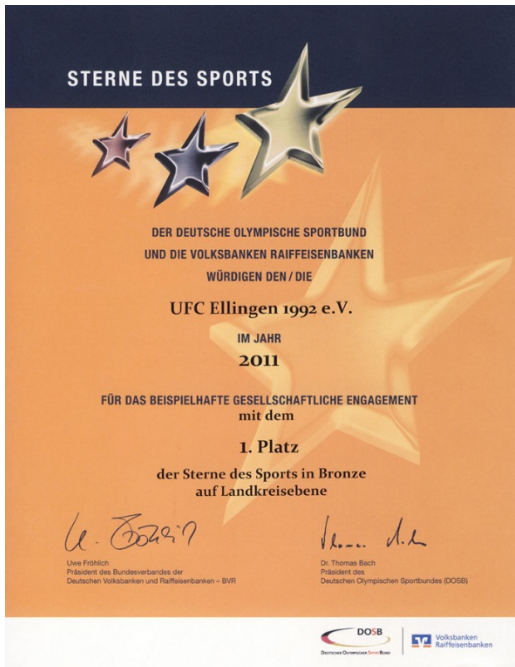 STERNE DES SPORTS
DER DEUTSCHE OLYMPISCHE SPORTBUND
UND DIE VOLKSBANKEN RAIFFEISENBANKEN
WÜRDIGEN DEN / DIE
UFC Ellingen 1992 e.V.
IM JAHR
2011
FÜR DAS BEISPIELHAFTE GESELLSCHAFTLICHE ENGAGEMENT
mit dem
1. Platz
der Sterne des Sports in Bronze
auf Landkreisebene
Uwe Fröhlich
Präsident des Bundesverbandes der
Deutschen Volksbanken und Raiffeisenbanken – BVR
Dr. Thomas Bach
Präsident des
Deutschen Olympischen Sportbundes (DOSB)
DOSB
DEUTSCHER OLYMPISCHER SPORTBUND
Volksbanken
Raiffeisenbanken